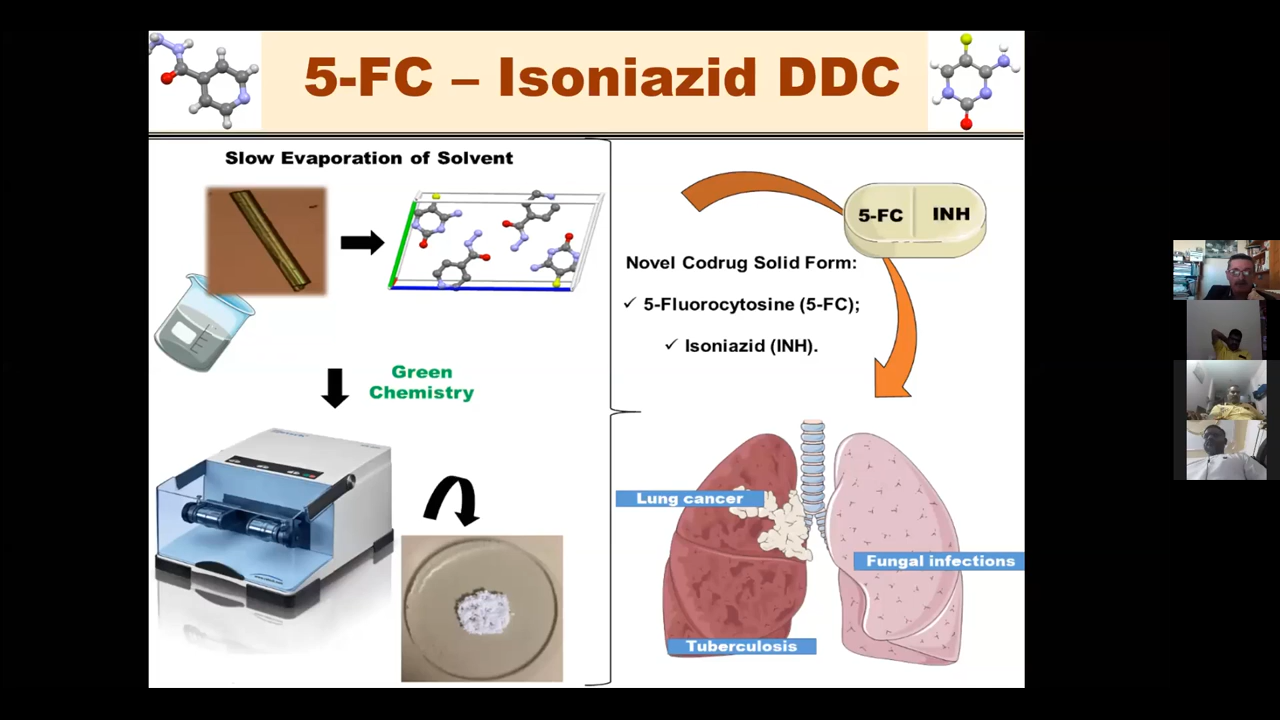 5-FC – Isoniazid DDC
Slow Evaporation of Solvent
Green
Chemistry
5-FC
INH
Novel Codrug Solid Form:
✓ 5-Fluorocytosine (5-FC);
✓ Isoniazid (INH).
Lung cancer
Fungal infections
Tuberculosis